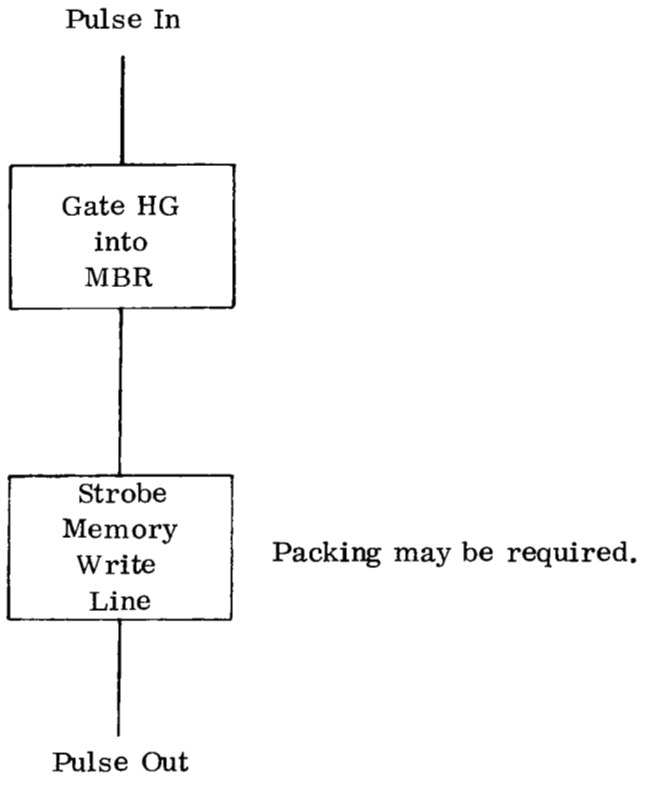 Pulse In
Gate HG
into
MBR
Strobe
Memory
Write
Line
Packing may be required.
Pulse Out